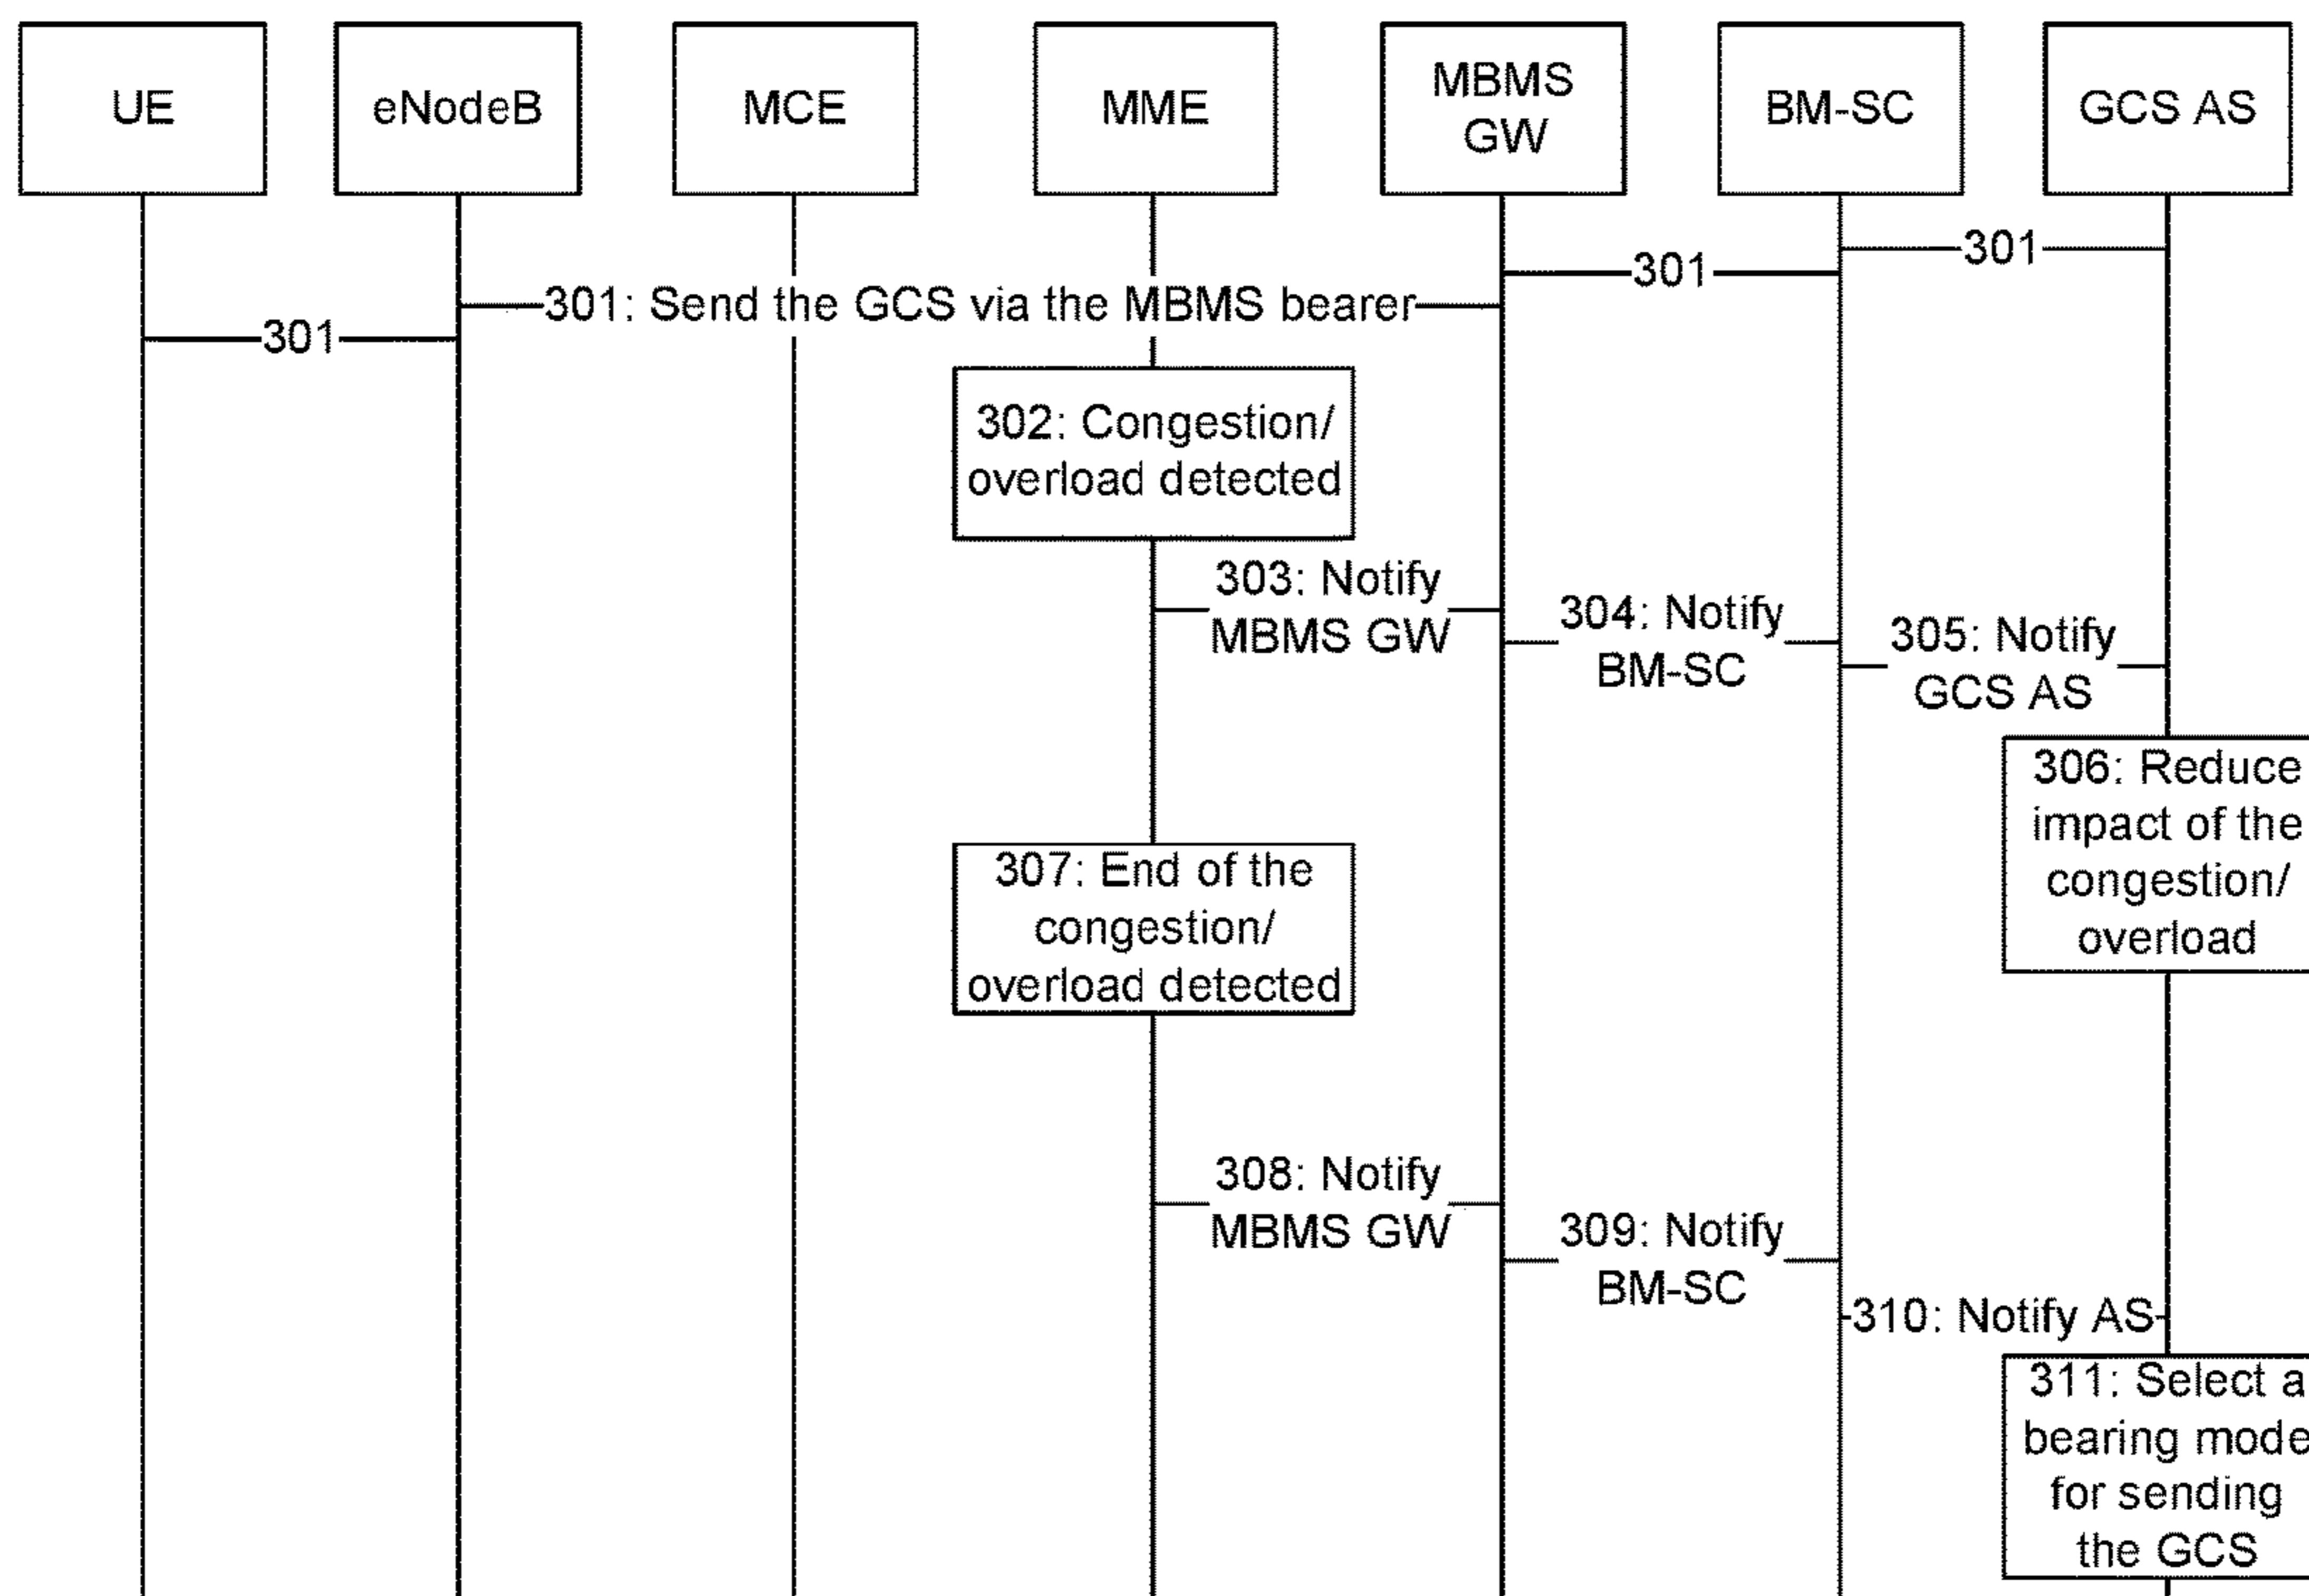 UE
eNodeB
MCE
MME
MBMS
GW
BM-SC
GCS AS
301
301
301: Send the GCS via the MBMS bearer
301
302: Congestion/
overload detected
303: Notify
MBMS GW
304: Notify
BM-SC
305: Notify
GCS AS
306: Reduce
impact of the
congestion/
overload
307: End of the
congestion/
overload detected
308: Notify
MBMS GW
309: Notify
BM-SC
310: Notify AS
311: Select a
bearing mode
for sending
the GCS